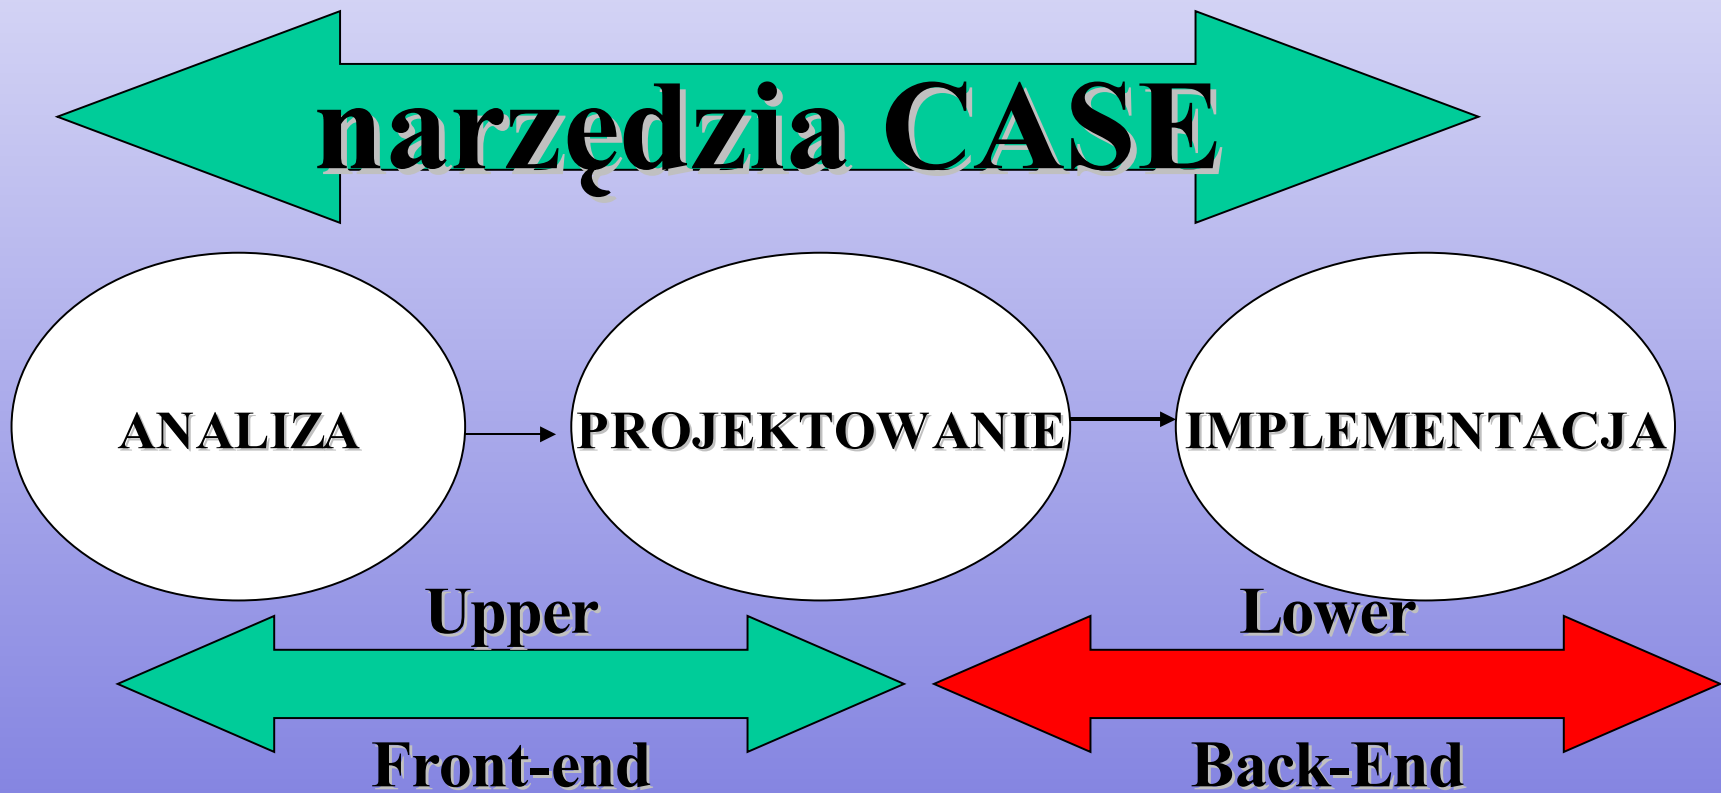 narzędzia CASE
ANALIZA
PROJEKTOWANIE
IMPLEMENTACJA
Upper
Lower
Front-end
Back-End